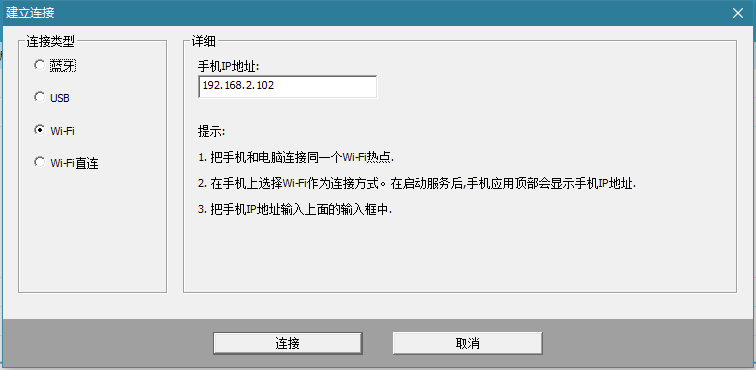 建立连接
连接类型
蓝牙
USB
Wi-Fi
Wi-Fi直连
详细
手机IP地址:
192.168.2.102
提示:
1. 把手机和电脑连接同一个Wi-Fi热点.
2. 在手机上选择Wi-Fi作为连接方式。在启动服务后,手机应用顶部会显示手机IP地址.
3. 把手机IP地址输入上面的输入框中.
连接
取消